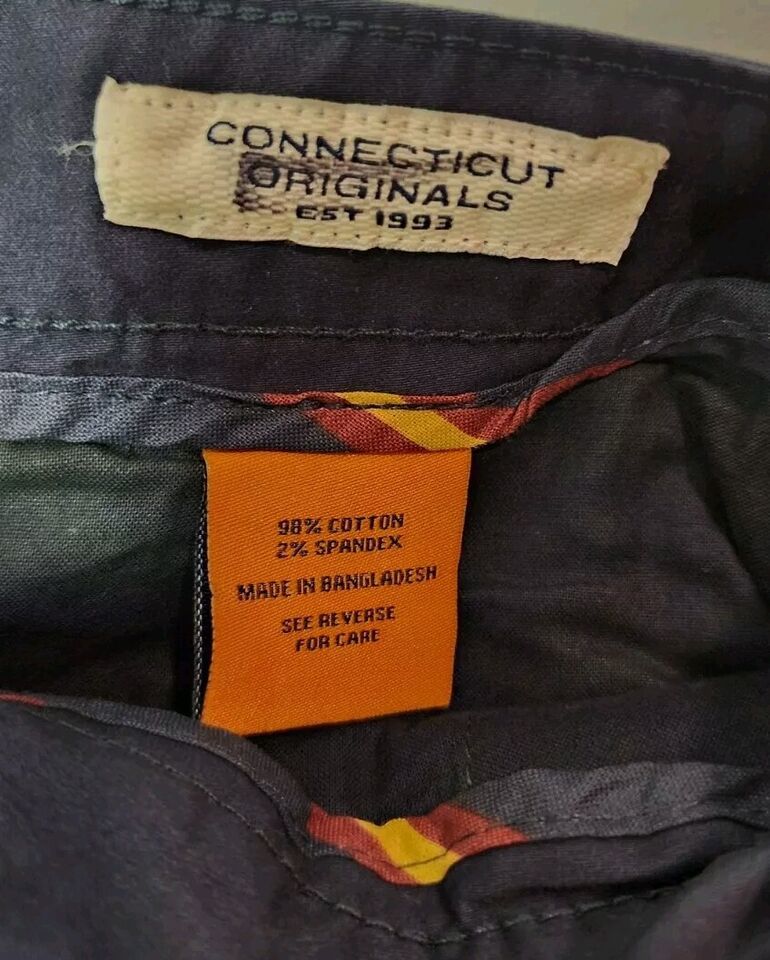 CONNECTICUT
ORIGINALS
EST 1993
98% COTTON
2% SPANDEX
MADE IN BANGLADESH
SEE REVERSE
FOR CARE